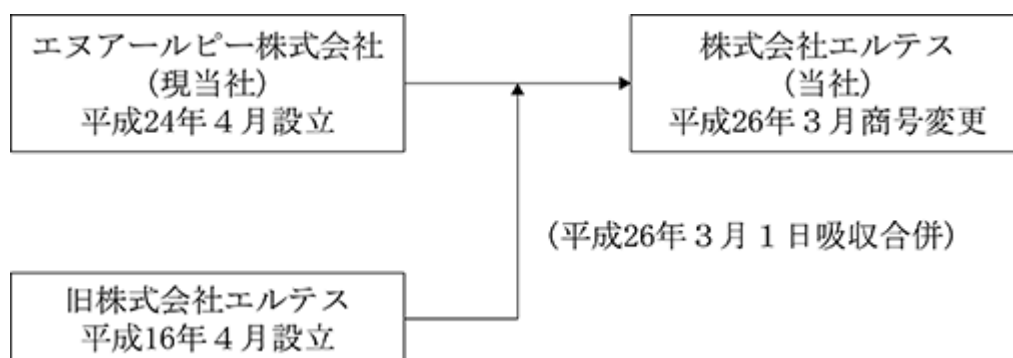 エヌアールピー株式会社
(現当社)
平成24年4月設立
株式会社エルテス
(当社)
平成26年3月商号変更
(平成26年3月1日吸収合併)
旧株式会社エルテス
平成16年4月設立